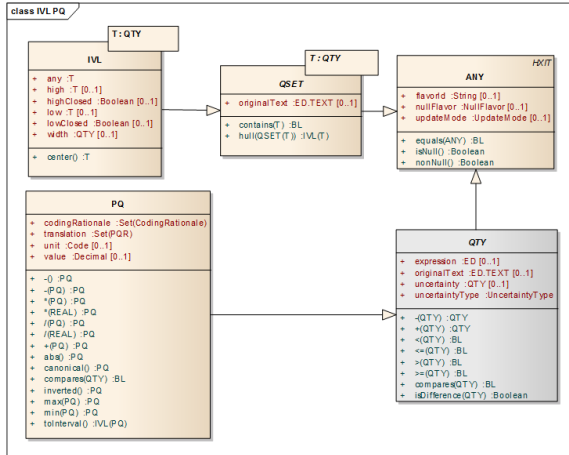 class IVL PQ
T: QTY
IVL
+ any :T
+ high :T [0..1]
+ highClosed :Boolean [0..1]
+ low :T [0..1]
+ lowClosed :Boolean [0..1]
+ width :QTY [0..1]
+ center() :T
T: QTY
QSET
+ originalText :ED.TEXT [0..1]
+ contains(T) :BL
+ hull(QSET(T)) :IVL(T)
HXIT
ANY
+ flavorId :String [0..1]
+ nullFlavor :NullFlavor [0..1]
+ updateMode :UpdateMode [0..1]
+ equals(ANY) :BL
+ isNull() :Boolean
+ nonNull() :Boolean
PQ
+ codingRationale :Set(CodingRationale)
+ translation :Set(PQR)
+ unit :Code [0..1]
+ value :Decimal [0..1]
+ -() :PQ
+ -(PQ) :PQ
+ *(PQ) :PQ
+ *(REAL) :PQ
+ /(PQ) :PQ
+ /(REAL) :PQ
+ +(PQ) :PQ
+ abs() :PQ
+ canonical() :PQ
+ compares(QTY) :BL
+ inverted() :PQ
+ max(PQ) :PQ
+ min(PQ) :PQ
+ toInterval() :IVL(PQ)
QTY
+ expression :ED [0..1]
+ originalText :ED.TEXT [0..1]
+ uncertainty :QTY [0..1]
+ uncertaintyType :UncertaintyType
+ -(QTY) :QTY
+ +(QTY) :QTY
+ <(QTY) :BL
+ <=(QTY) :BL
+ >(QTY) :BL
+ >=(QTY) :BL
+ compares(QTY) :BL
+ isDifference(QTY) :Boolean